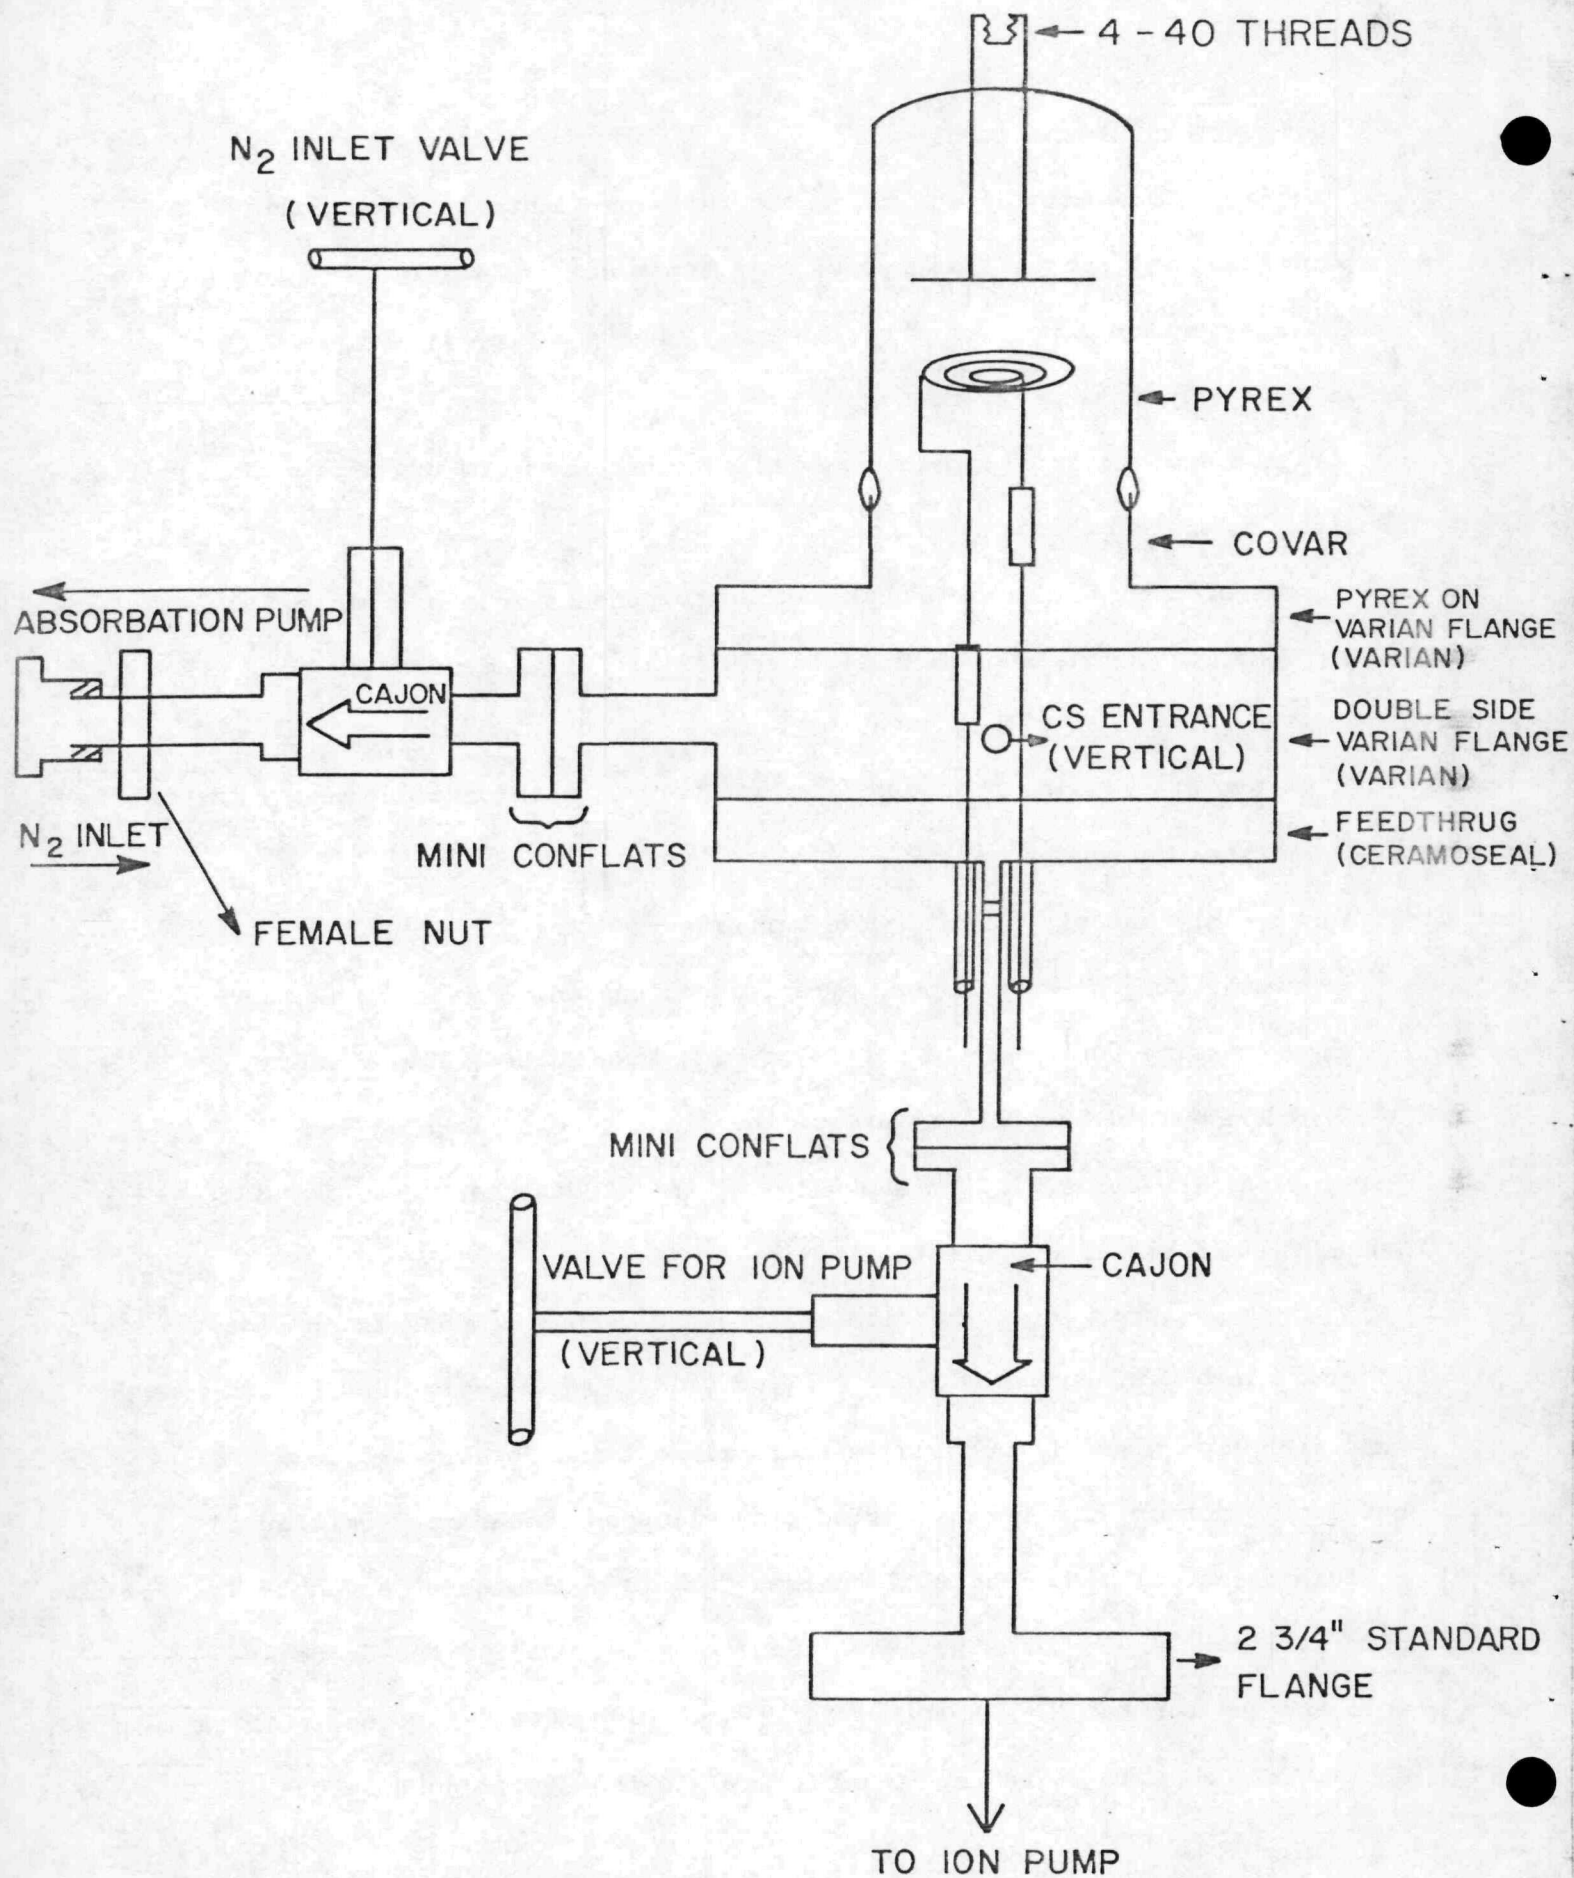 4-40 THREADS
N2 INLET VALVE
(VERTICAL)
PYREX
COVAR
ABSORBATION PUMP
PYREX ON
VARIAN FLANGE
(VARIAN)
CAJON
CS ENTRANCE
(VERTICAL)
DOUBLE SIDE
VARIAN FLANGE
(VARIAN)
N2 INLET
MINI CONFLATS
FEEDTHRUG
(CERAMOSEAL)
FEMALE NUT
MINI CONFLATS
VALVE FOR ION PUMP
(VERTICAL)
CAJON
2 3/4" STANDARD
FLANGE
TO ION PUMP